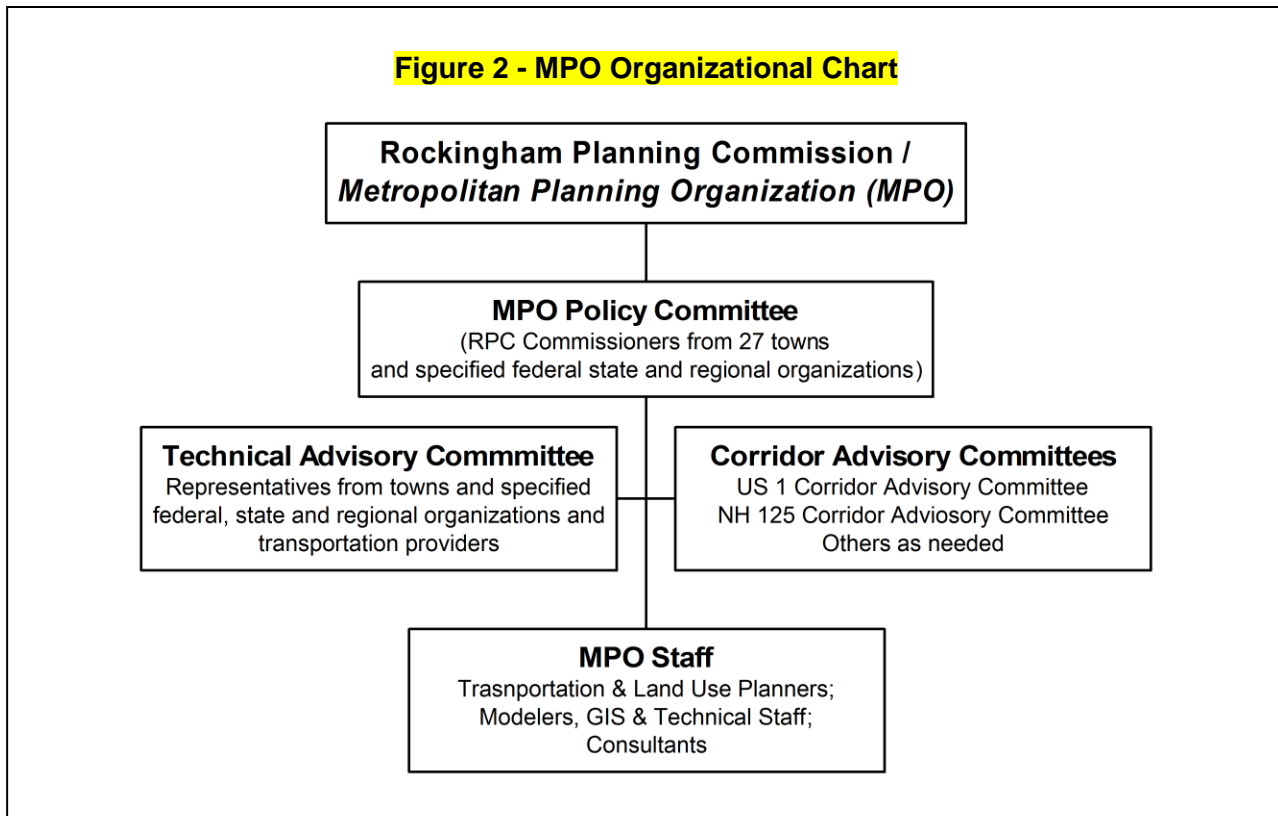 Figure 2 - MPO Organizational Chart
Rockingham Planning Commission /
Metropolitan Planning Organization (MPO)
MPO Policy Committee
(RPC Commissioners from 27 towns
and specified federal state and regional organizations)
Technical Advisory Commmittee
Representatives from towns and specified
federal, state and regional organizations and
transportation providers
Corridor Advisory Committees
US 1 Corridor Advisory Committee
NH 125 Corridor Adviosory Committee
Others as needed
MPO Staff
Trasnportation & Land Use Planners;
Modelers, GIS & Technical Staff;
Consultants